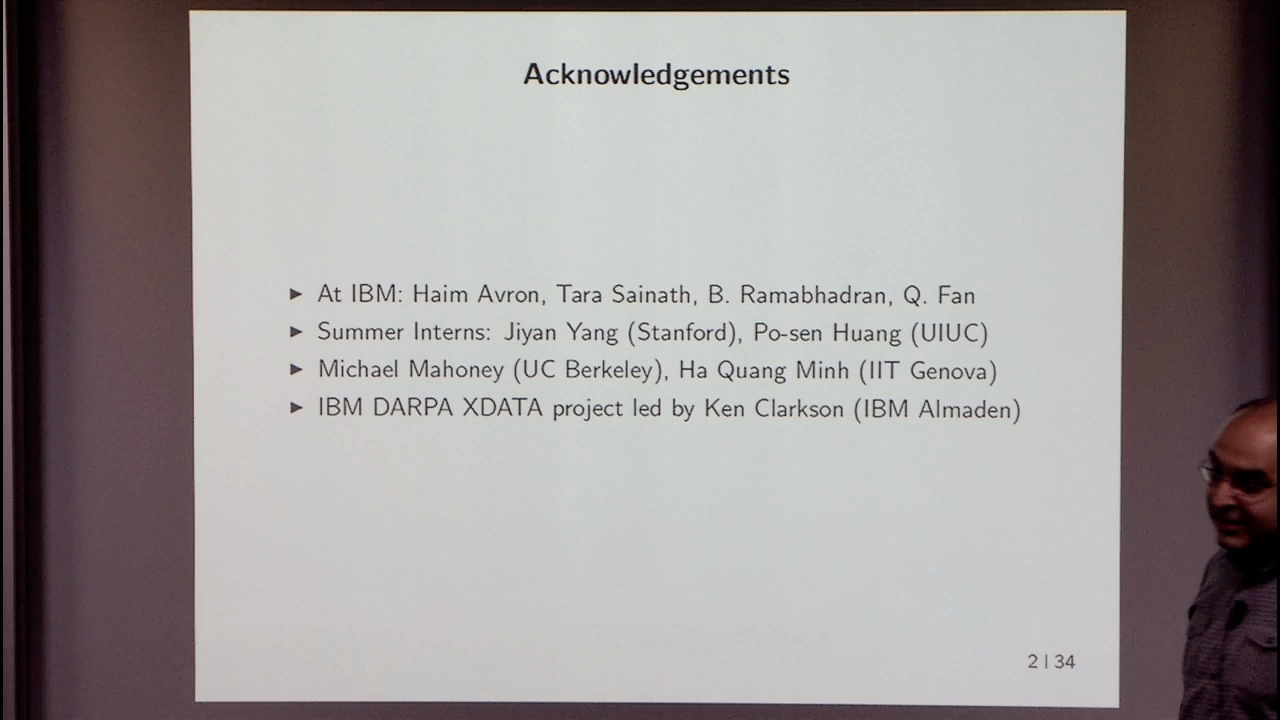 Acknowledgements
► At IBM: Haim Avron, Tara Sainath, B. Ramabhadran, Q. Fan
► Summer Interns: Jiyan Yang (Stanford), Po-sen Huang (UIUC)
► Michael Mahoney (UC Berkeley), Ha Quang Minh (IIT Genova)
► IBM DARPA XDATA project led by Ken Clarkson (IBM Almaden)
2 | 34